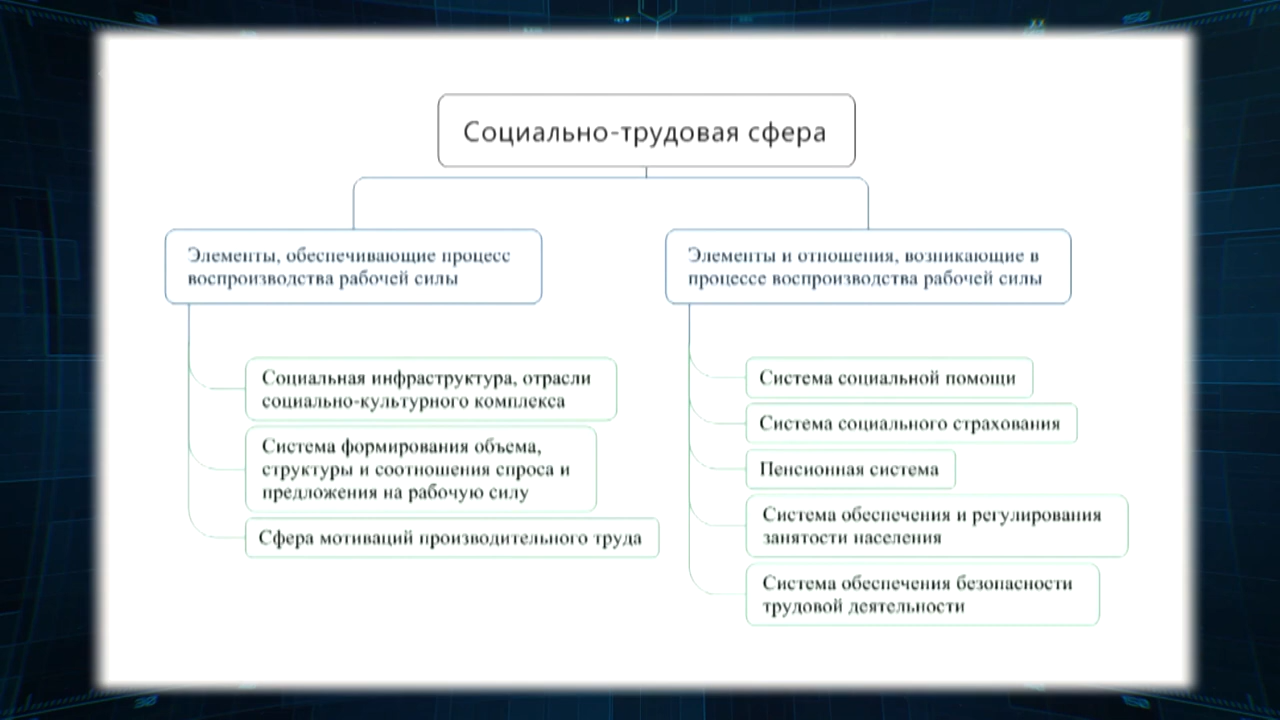 Социально-трудовая сфера
Элементы, обеспечивающие процесс
воспроизводства рабочей силы
Социальная инфраструктура, отрасли
социально-культурного комплекса
Система формирования объема,
структуры и соотношения спроса и
предложения на рабочую силу
Сфера мотиваций производительного труда
Элементы и отношения, возникающие в
процессе воспроизводства рабочей силы
Система социальной помощи
Система социального страхования
Пенсионная система
Система обеспечения и регулирования
занятости населения
Система обеспечения безопасности
трудовой деятельности